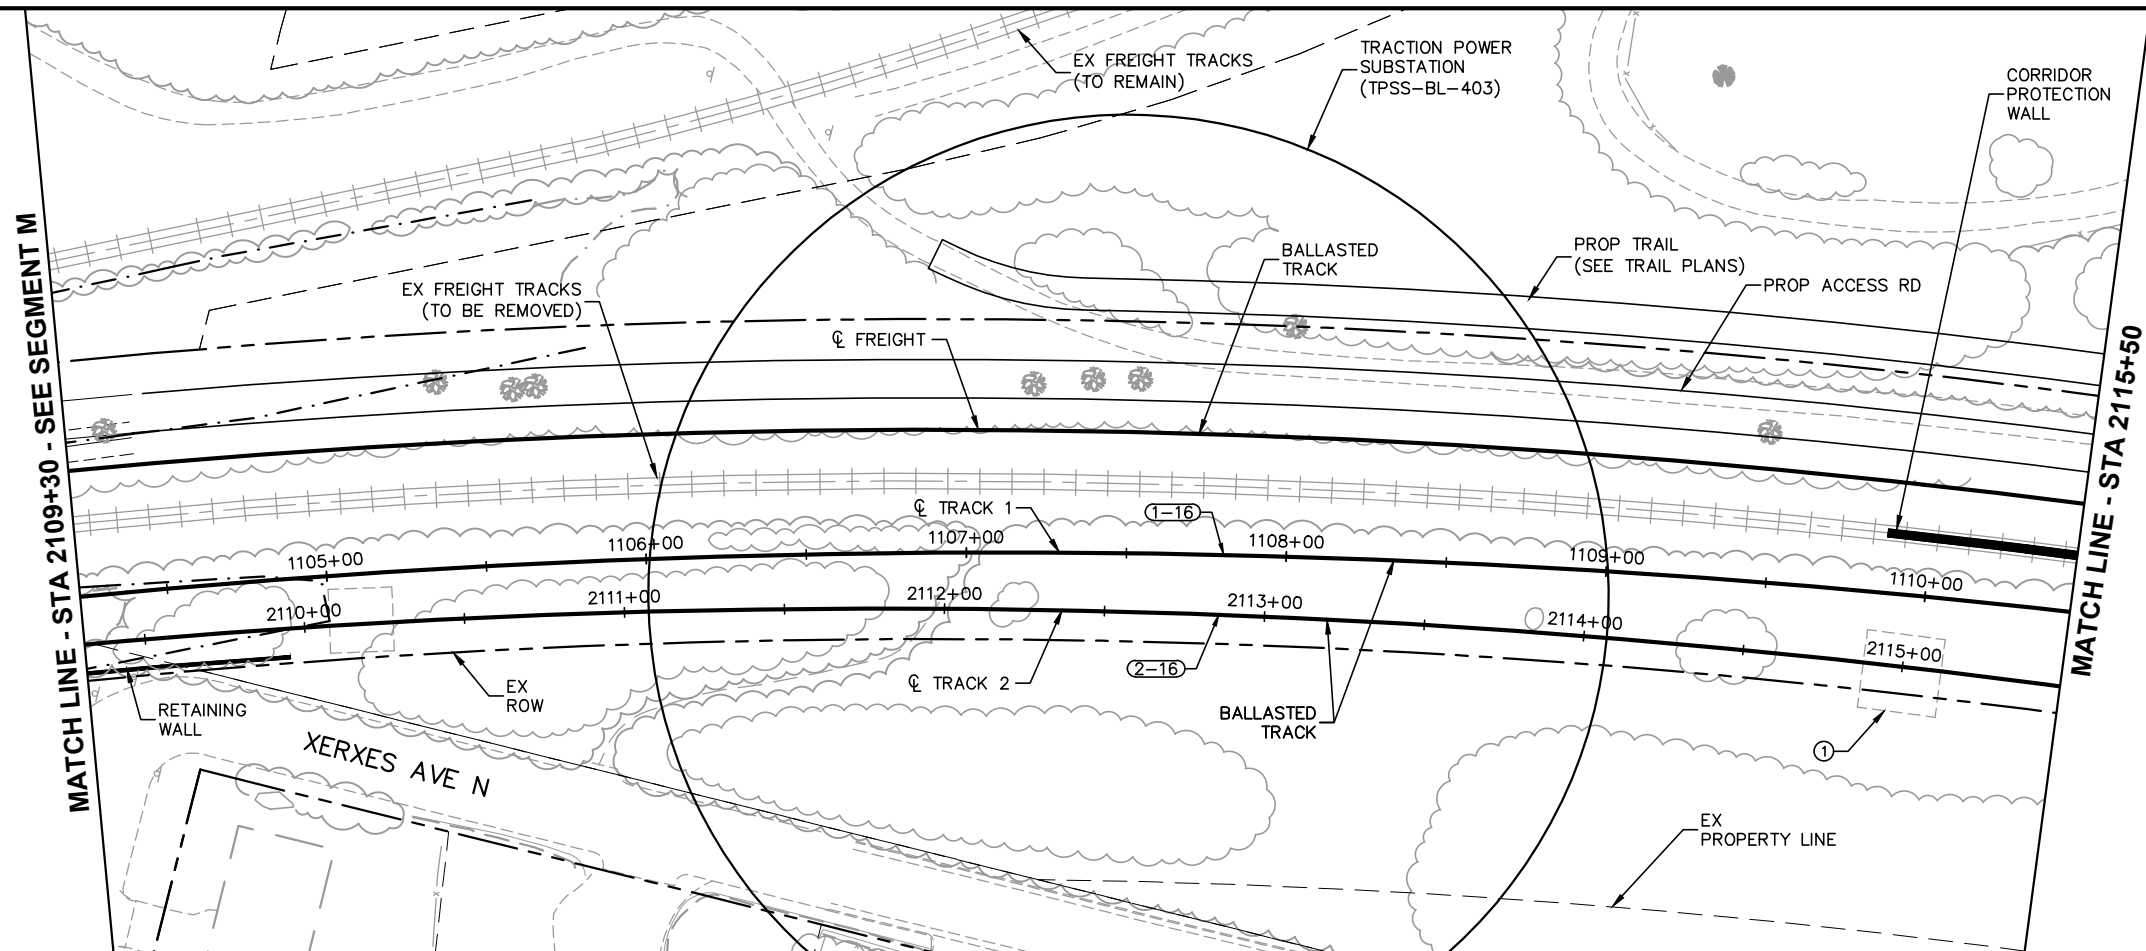 EX FREIGHT TRACKS
(TO REMAIN)
TRACTION POWER
SUBSTATION
(TPSS-BL-403)
CORRIDOR
PROTECTION
WALL
MATCH LINE - STA 2109+30 - SEE SEGMENT M
EX FREIGHT TRACKS
(TO BE REMOVED)
BALLASTED
TRACK
PROP TRAIL
(SEE TRAIL PLANS)
PROP ACCESS RD
℄ FREIGHT
MATCH LINE - STA 2115+50
℄ TRACK 1
1-16
1105+00
1106+00
1107+00
1108+00
1109+00
1110+00
2110+00
2111+00
2112+00
2113+00
2114+00
2115+00
℄ TRACK 2
2-16
EX
ROW
RETAINING
WALL
BALLASTED
TRACK
1
XERXES AVE N
EX
PROPERTY LINE